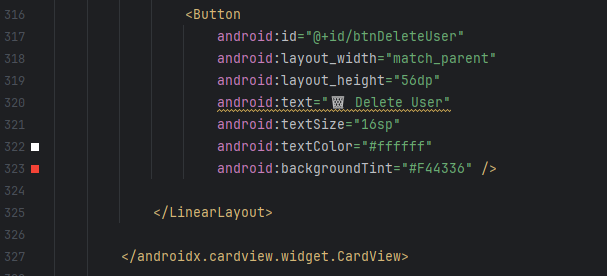 316 <Button
317 android:id="@+id/btnDeleteUser"
318 android:layout_width="match_parent"
319 android:layout_height="56dp"
320 android:text="🗑 Delete User"
321 android:textSize="16sp"
322 android:textColor="#ffffff"
323 android:backgroundTint="#F44336" />
324
325 </LinearLayout>
326
327 </androidx.cardview.widget.CardView>